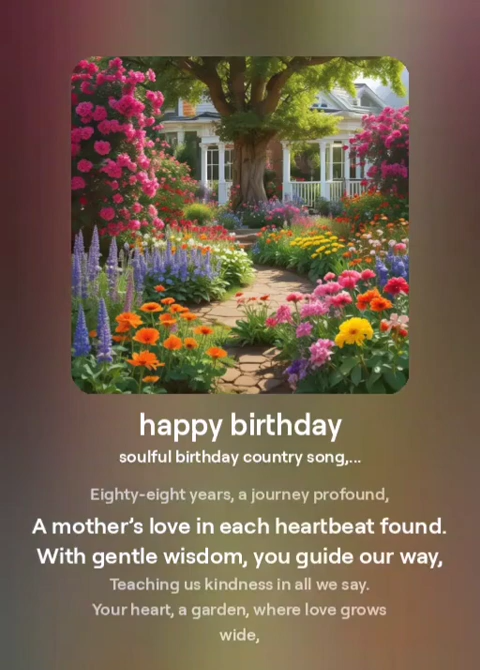 happy birthday
soulful birthday country song,...
Eighty-eight years, a journey profound,
A mother’s love in each heartbeat found.
With gentle wisdom, you guide our way,
Teaching us kindness in all we say.
Your heart, a garden, where love grows
wide,